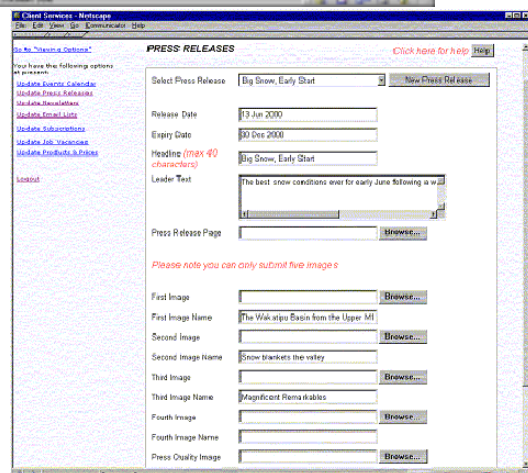 Client Services - Netscape
File Edit View Go Communicator Help
Go to "Viewing Options"
PRESS RELEASES
Click here for help Help
You have the following options
at present:
Update Events Calendar
Update Press Releases
Update Newsletters
Update Email Lists
Update Subscriptions
Update Job Vacancies
Update Products & Prices
Logout
Select Press Release Big Snow, Early Start New Press Release
Release Date 13 Jun 2000
Expiry Date 30 Dec 2008
Headline (max 40
characters) Big Snow, Early Start
Leader Text The best snow conditions ever for early June following a w
Press Release Page Browse...
Please note you can only submit five images
First Image Browse...
First Image Name The Wakatipu Basin from the Upper
Second Image Browse...
Second Image Name Snow blankets the valley
Third Image Browse...
Third Image Name Magnificent Remarkables
Fourth Image Browse...
Fourth Image Name
Press Quality Image Browse...